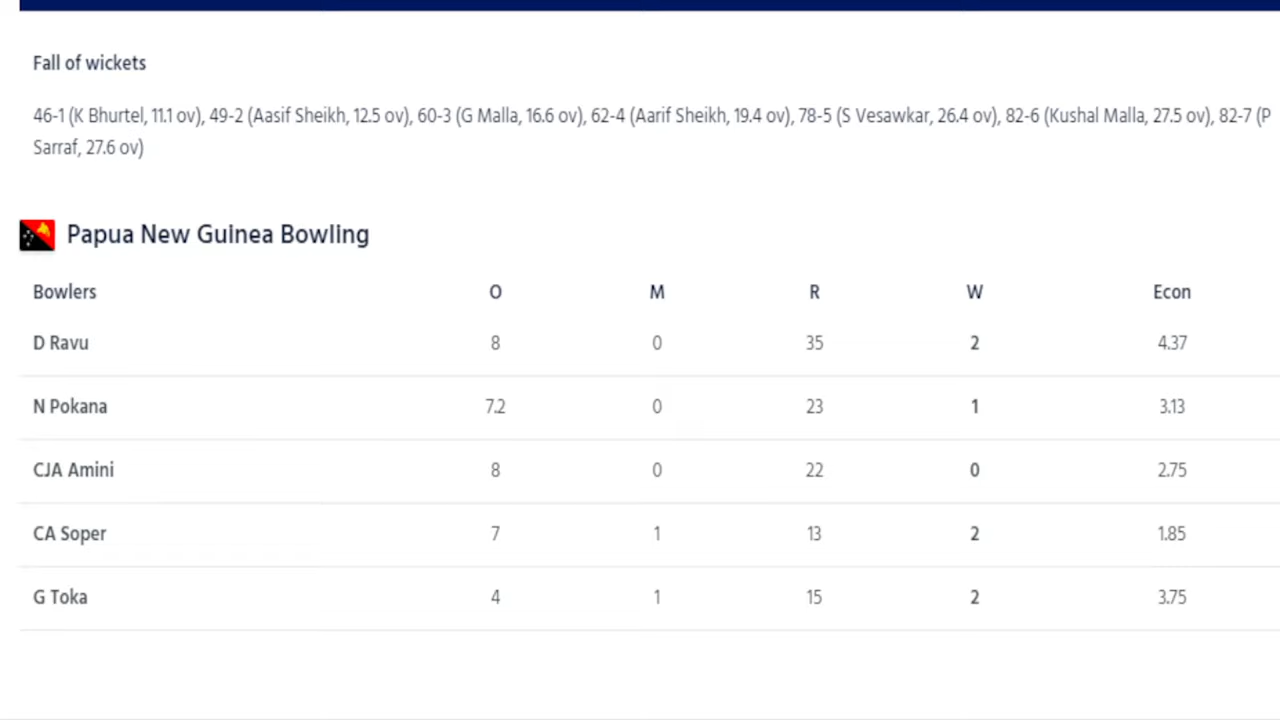 Fall of wickets
46-1 (K Bhurtel, 11.1 ov), 49-2 (Aasif Sheikh, 12.5 ov), 60-3 (G Malla, 16.6 ov), 62-4 (Aarif Sheikh, 19.4 ov), 78-5 (S Vesawkar, 26.4 ov), 82-6 (Kushal Malla, 27.5 ov), 82-7 (P
Sarraf, 27.6 ov)
Papua New Guinea Bowling
Bowlers O M R W Econ
D Ravu 8 0 35 2 4.37
N Pokana 7.2 0 23 1 3.13
CJA Amini 8 0 22 0 2.75
CA Soper 7 1 13 2 1.85
G Toka 4 1 15 2 3.75